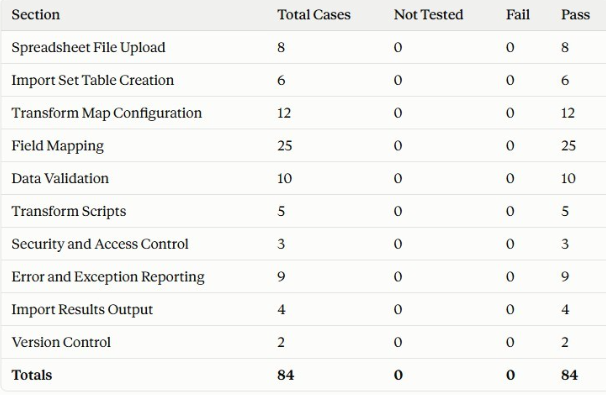 Section Total Cases Not Tested Fail Pass
Spreadsheet File Upload 8 0 0 8
Import Set Table Creation 6 0 0 6
Transform Map Configuration 12 0 0 12
Field Mapping 25 0 0 25
Data Validation 10 0 0 10
Transform Scripts 5 0 0 5
Security and Access Control 3 0 0 3
Error and Exception Reporting 9 0 0 9
Import Results Output 4 0 0 4
Version Control 2 0 0 2
Totals 84 0 0 84